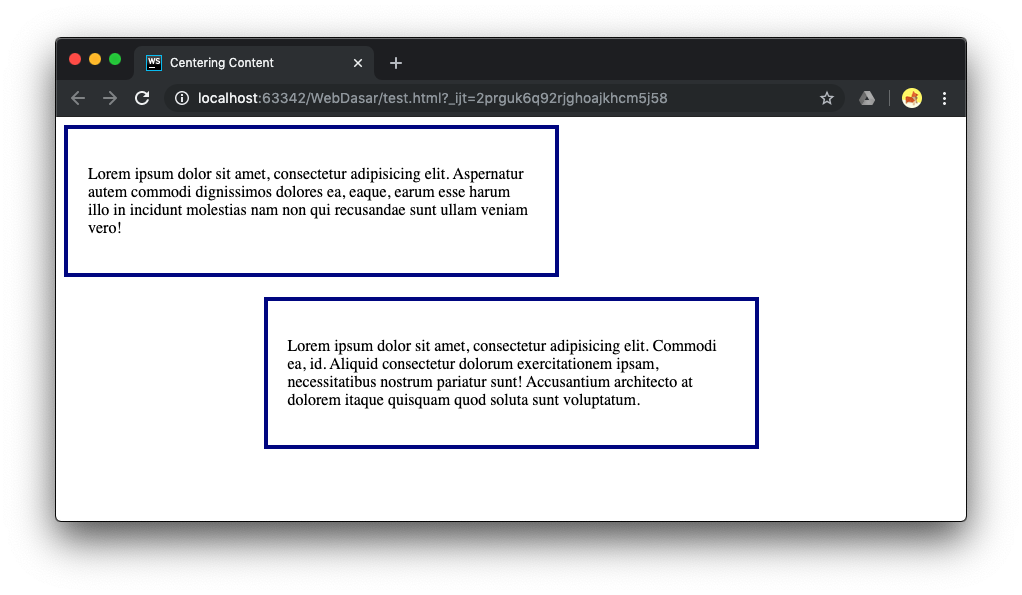 WS Centering Content
localhost:63342/WebDasar/test.html?_ijt=2prguk6q92rjghoajkhcm5j58
Lorem ipsum dolor sit amet, consectetur adipisicing elit. Aspernatur
autem commodi dignissimos dolores ea, eaque, earum esse harum
illo in incidunt molestias nam non qui recusandae sunt ullam veniam
vero!
Lorem ipsum dolor sit amet, consectetur adipisicing elit. Commodi
ea, id. Aliquid consectetur dolorum exercitationem ipsam,
necessitatibus nostrum pariatur sunt! Accusantium architecto at
dolorem itaque quisquam quod soluta sunt voluptatum.